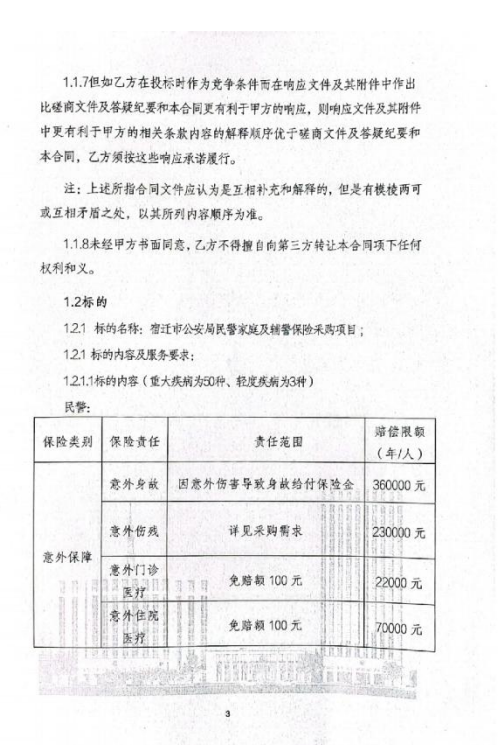 1.1.7但如乙方在投标时作为竞争条件而在响应文件及其附件中作出
比磋商文件及答疑纪要和本合同更有利于甲方的响应，则响应文件及其附件
中更有利于甲方的相关条款内容的解释顺序优于磋商文件及答疑纪要和
本合同，乙方须按这些响应承诺履行。
注：上述所指合同文件应认为是互相补充和解释的，但是有模棱两可
或互相矛盾之处，以其所列内容顺序为准。
1.1.8未经甲方书面同意，乙方不得擅自向第三方转让本合同项下任何
权利和义。
1.2标的
1.2.1 标的名称：宿迁市公安局民警家庭及辅警保险采购项目；
1.2.1 标的内容及服务要求：
1.2.1.1标的内容（重大疾病为50种、轻度疾病为3种）
民警：
保险类别 保险责任 责任范围 赔偿限额
（年/人）
意外保障
意外身故 因意外伤害导致身故给付保险金 360000 元
意外伤残 详见采购需求 230000 元
意外门诊
医疗 免赔额 100 元 22000 元
意外住院
医疗 免赔额 100 元 70000 元
3